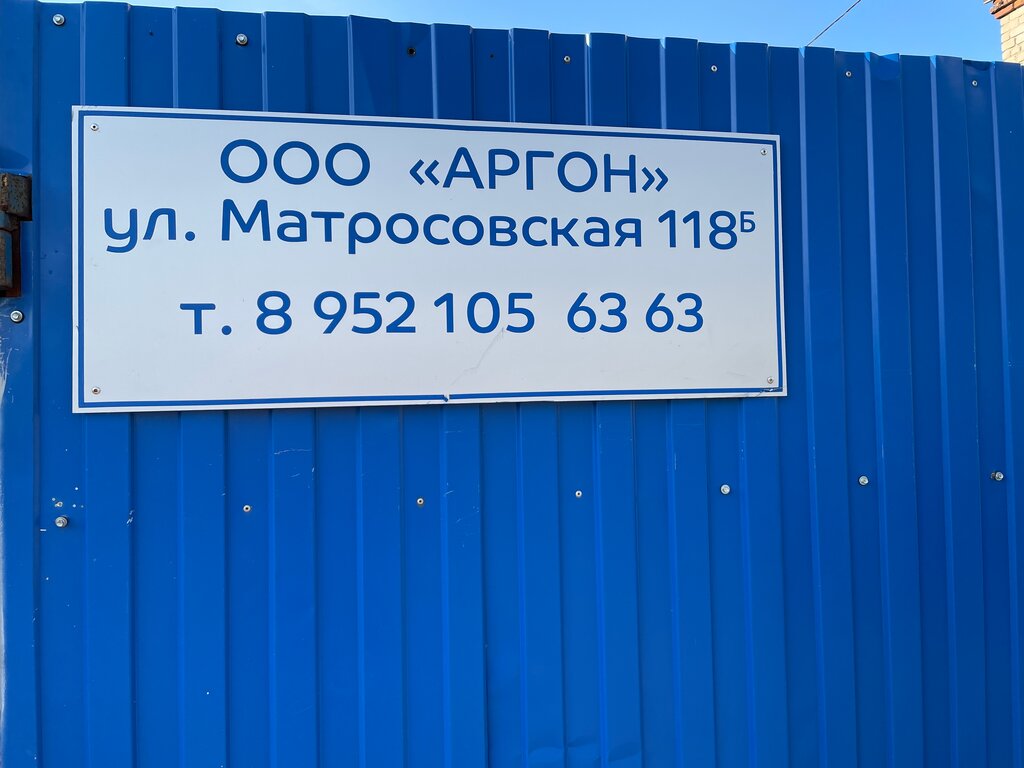 ООО «АРГОН»
ул. Матросовская 118Б
т. 8 952 105 63 63